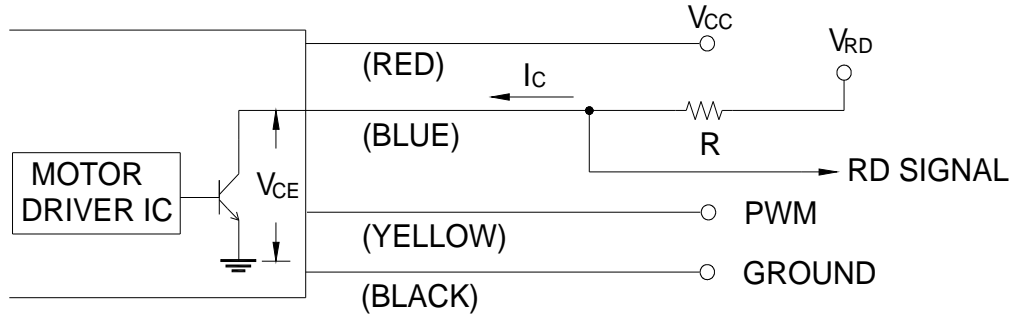 VCC
VRD
(RED)
IC
(BLUE)
R
RD SIGNAL
MOTOR
DRIVER IC
VCE
PWM
(YELLOW)
GROUND
(BLACK)